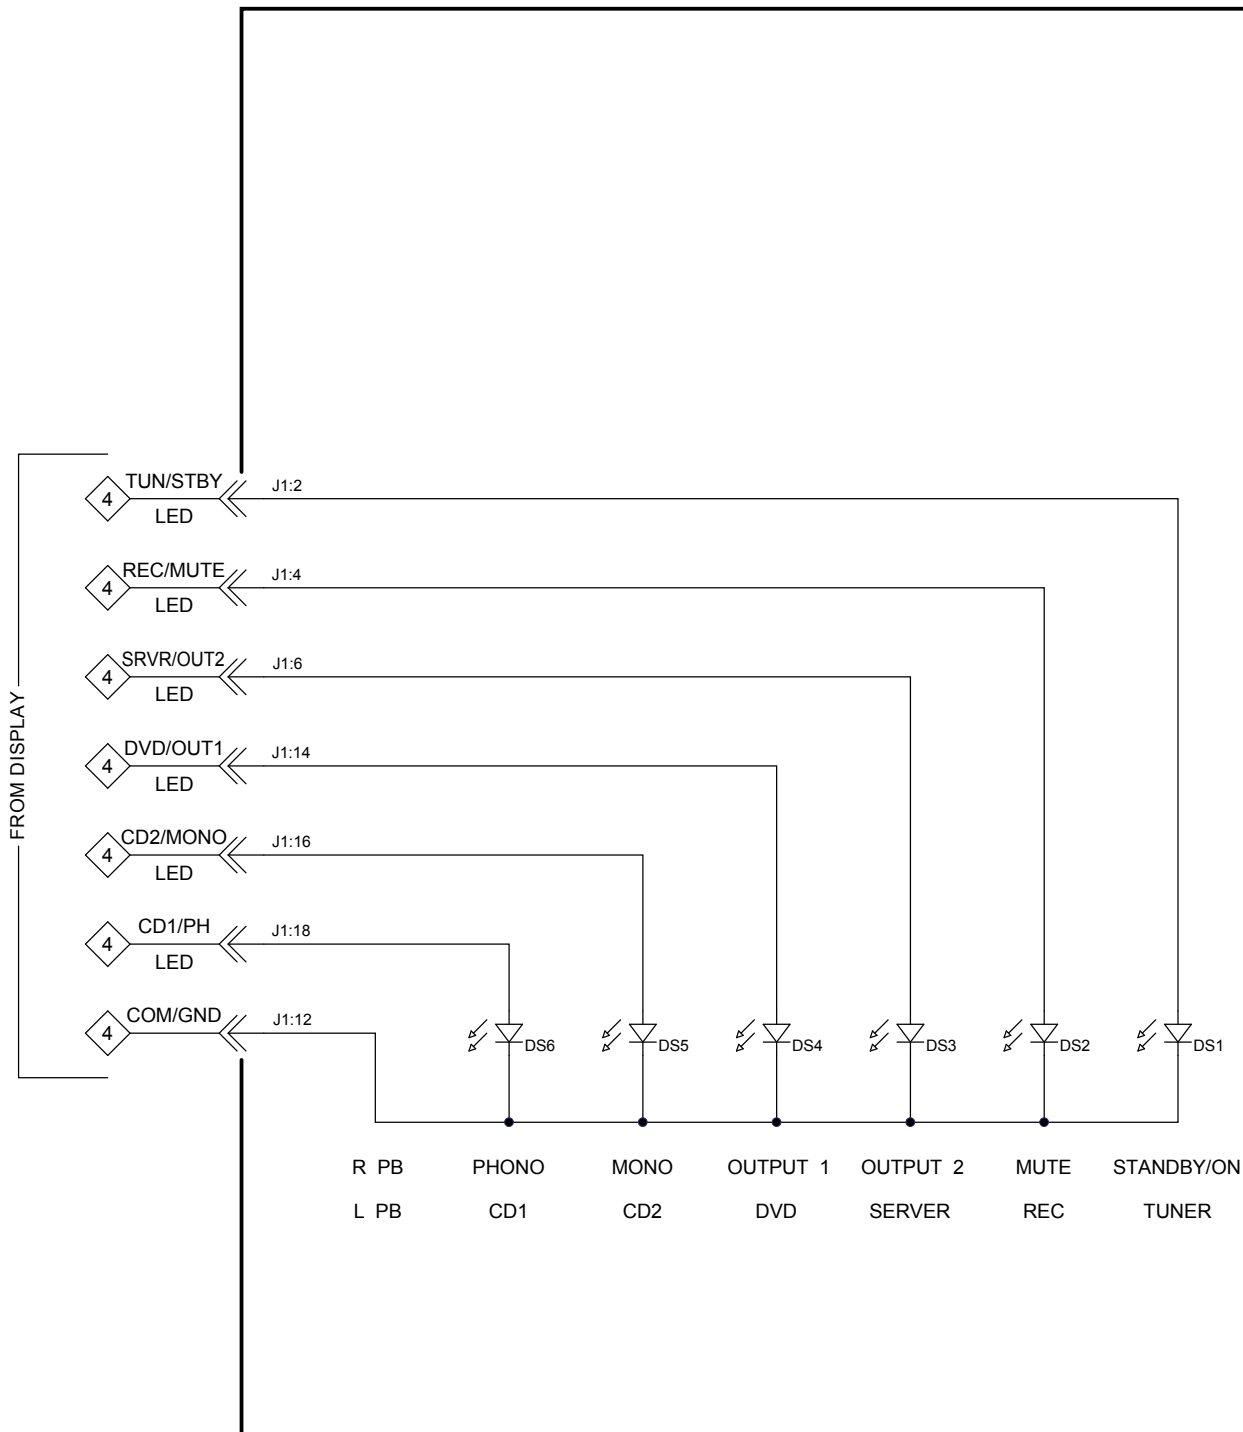 FROM DISPLAY
4 TUN/STBY J1:2
LED
4 REC/MUTE J1:4
LED
4 SRVR/OUT2 J1:6
LED
4 DVD/OUT1 J1:14
LED
4 CD2/MONO J1:16
LED
4 CD1/PH J1:18
LED
4 COM/GND J1:12
DS6 DS5 DS4 DS3 DS2 DS1
R PB PHONO MONO OUTPUT 1 OUTPUT 2 MUTE STANDBY/ON
L PB CD1 CD2 DVD SERVER REC TUNER